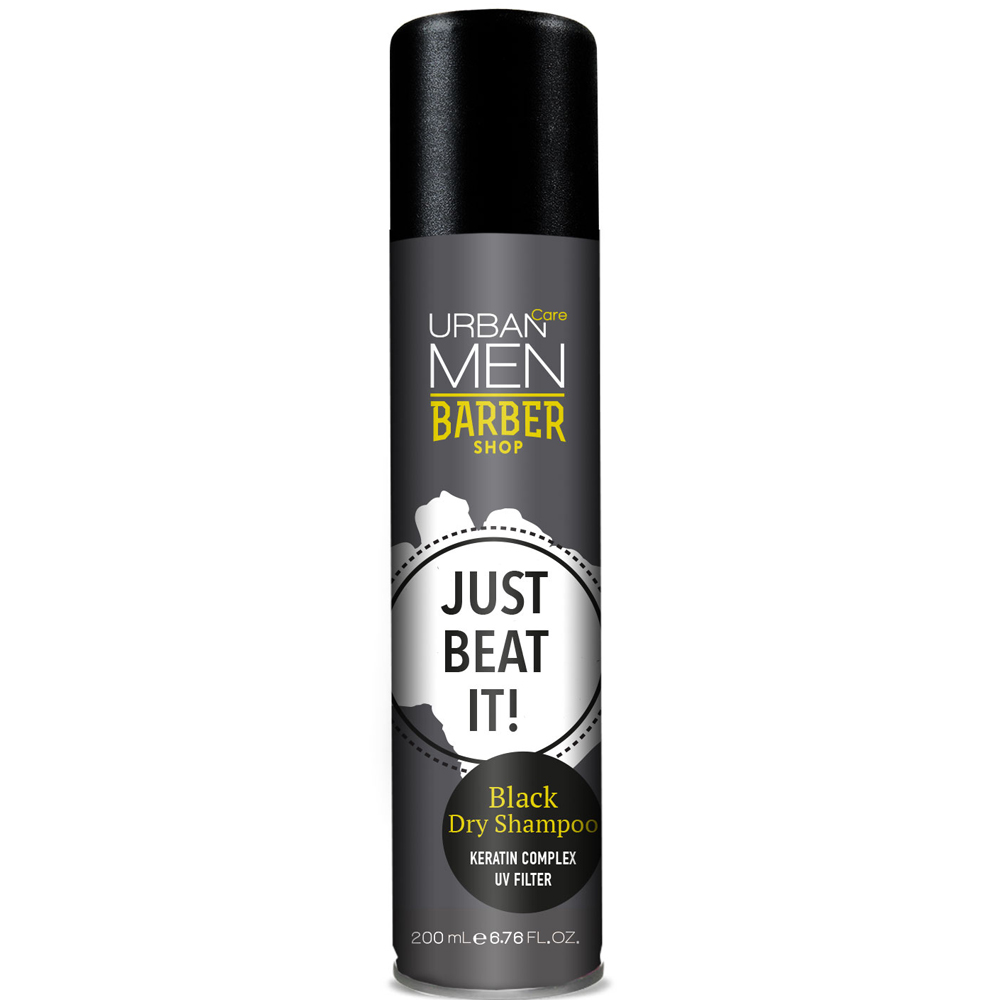 URBAN Care
MEN
BARBER
SHOP
JUST
BEAT
IT!
Black
Dry Shampoo
KERATIN COMPLEX
UV FILTER
200 mL e 6.76 FL.OZ.